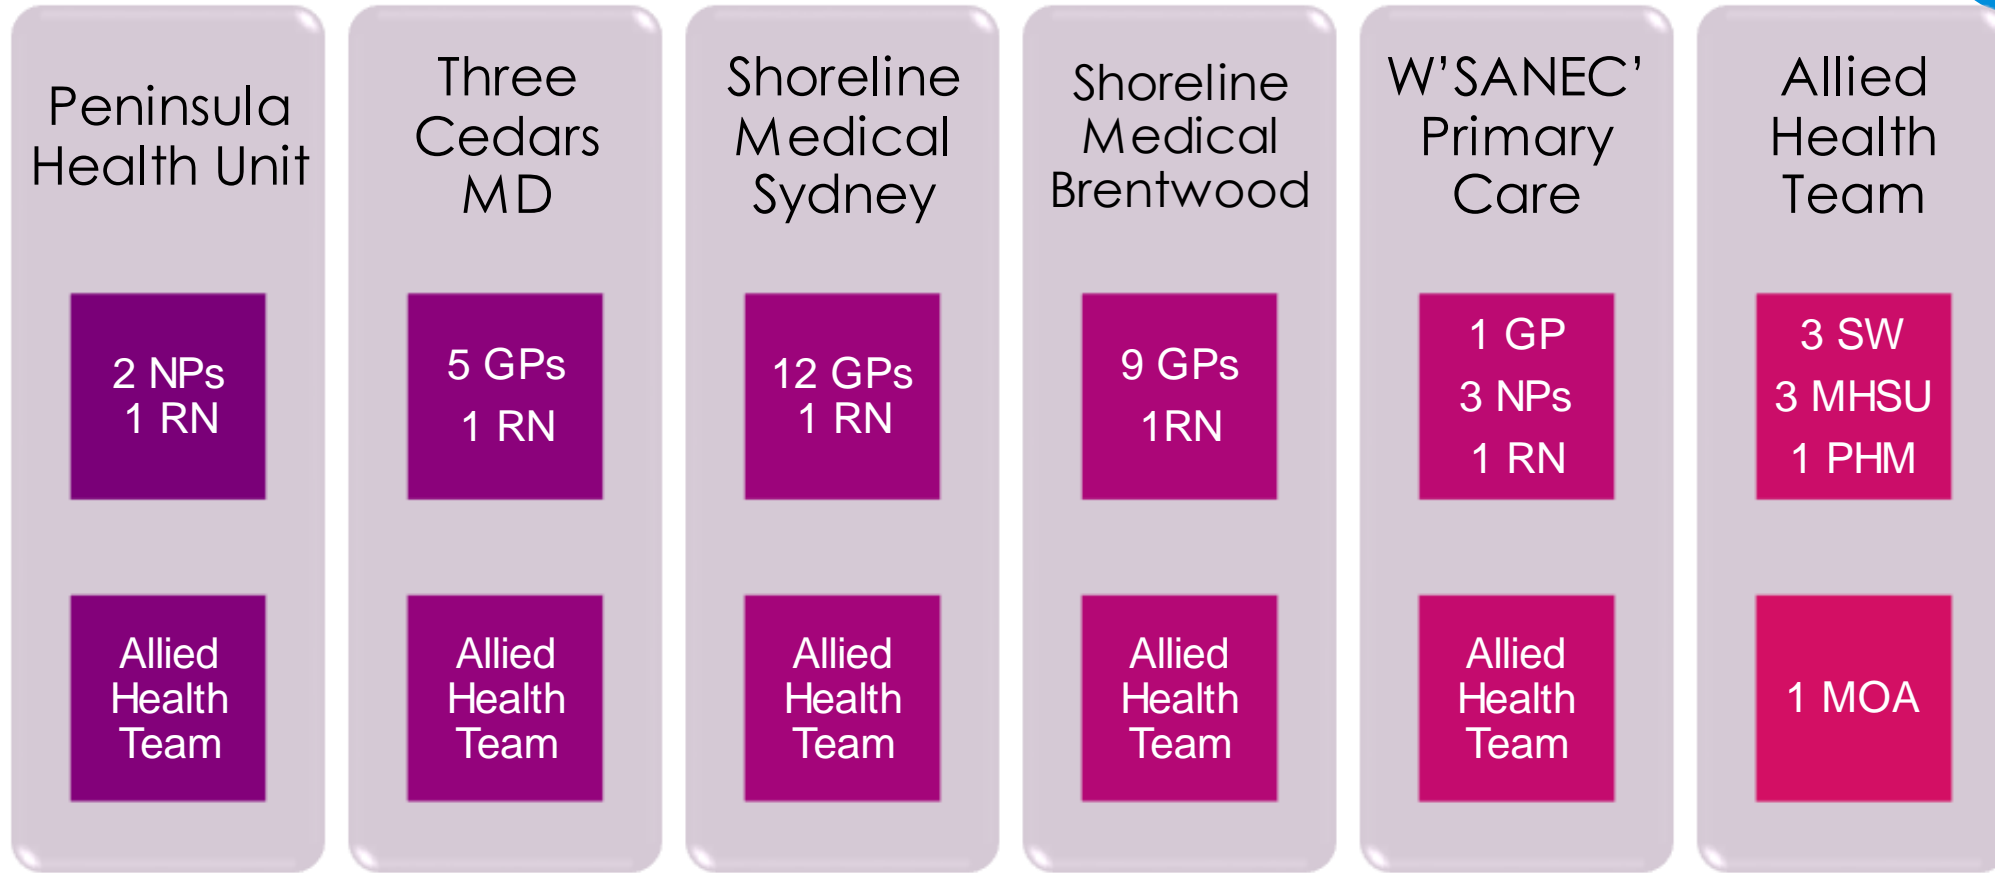 Peninsula
Health Unit
2 NPs
1 RN
Allied
Health
Team
Three
Cedars
MD
5 GPs
1 RN
Allied
Health
Team
Shoreline
Medical
Sydney
12 GPs
1 RN
Allied
Health
Team
Shoreline
Medical
Brentwood
9 GPs
1RN
Allied
Health
Team
W’SANEC’
Primary
Care
1 GP
3 NPs
1 RN
Allied
Health
Team
Allied
Health
Team
3 SW
3 MHSU
1 PHM
1 MOA